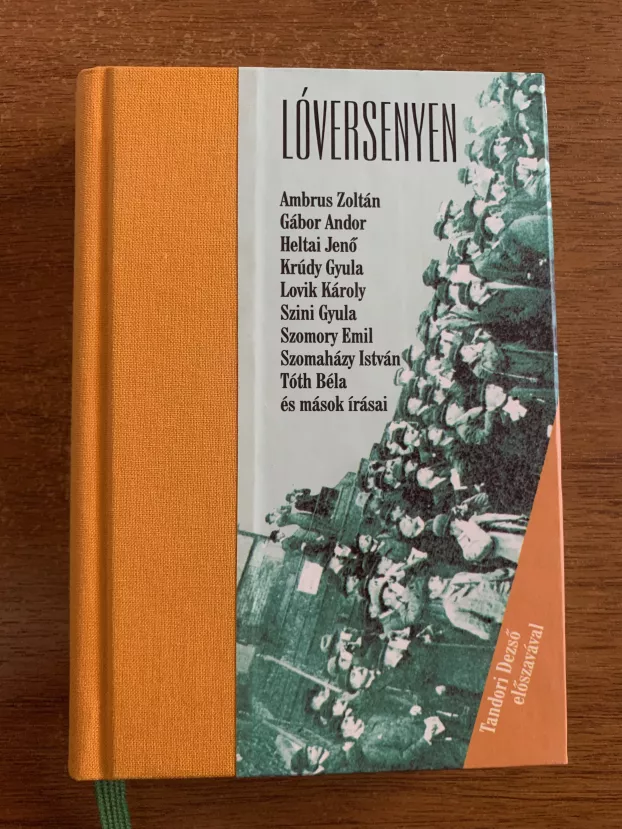 LÓVERSENYEN
Ambrus Zoltán
Gábor Andor
Heltai Jenő
Krúdy Gyula
Lovik Károly
Szini Gyula
Szomory Emil
Szomaházy István
Tóth Béla
és mások írásai
Tandori Dezső
előszavával